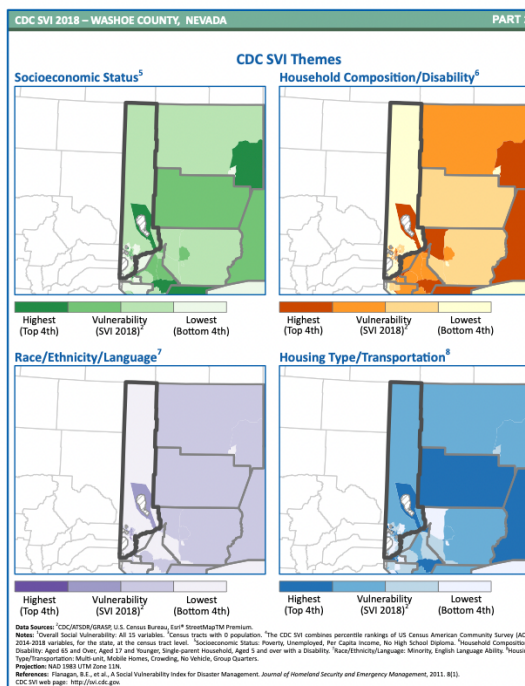 CDC SVI 2018 – WASHOE COUNTY, NEVADA PART
CDC SVI Themes
Socioeconomic Status5
Household Composition/Disability6
Highest (Top 4th) Vulnerability (SVI 2018)2 Lowest (Bottom 4th)
Highest (Top 4th) Vulnerability (SVI 2018)2 Lowest (Bottom 4th)
Race/Ethnicity/Language7
Housing Type/Transportation8
Highest (Top 4th) Vulnerability (SVI 2018)2 Lowest (Bottom 4th)
Highest (Top 4th) Vulnerability (SVI 2018)2 Lowest (Bottom 4th)
Data Sources: 2CDC/ATSDR/GRASP, U.S. Census Bureau, Esri® StreetMapTM Premium.
Notes: 1Overall Social Vulnerability: All 15 variables. 3Census tracts with 0 population. 4The CDC SVI combines percentile rankings of US Census American Community Survey (AC
2014-2018 variables, for the state, at the census tract level. 5Socioeconomic Status: Poverty, Unemployed, Per Capita Income, No High School Diploma. 6Household Composition
Disability: Aged 65 and Over, Aged 17 and Younger, Single-parent Household, Aged 5 and over with a Disability. 7Race/Ethnicity/Language: Minority, English Language Ability. 8Housing
Type/Transportation: Multi-unit, Mobile Homes, Crowding, No Vehicle, Group Quarters.
Projection: NAD 1983 UTM Zone 11N.
References: Flanagan, B.E., et al., A Social Vulnerability Index for Disaster Management. Journal of Homeland Security and Emergency Management, 2011. 8(1).
CDC SVI web page: http://svi.cdc.gov.